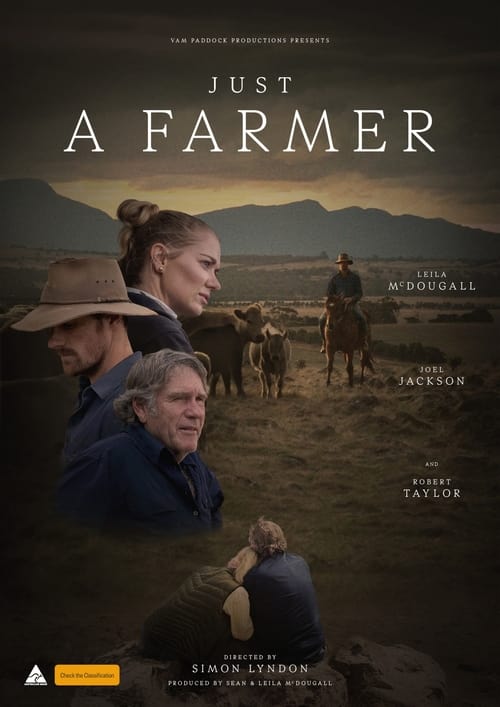 VAM PADDOCK PRODUCTIONS PRESENTS
JUST
A FARMER
LEILA
McDOUGALL
JOEL
JACKSON
AND
ROBERT
TAYLOR
DIRECTED BY
SIMON LYNDON
PRODUCED BY SEAN & LEILA McDOUGALL
Check the Classification